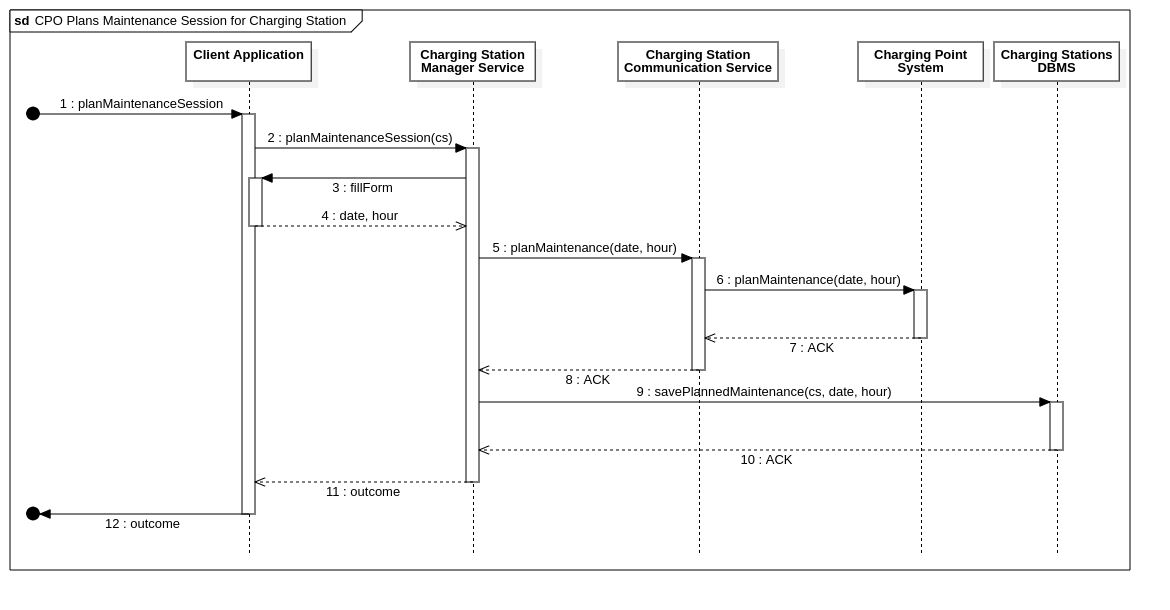 sd CPO Plans Maintenance Session for Charging Station
Client Application
Charging Station
Manager Service
Charging Station
Communication Service
Charging Point
System
Charging Stations
DBMS
1 : planMaintenanceSession
2 : planMaintenanceSession(cs)
3 : fillForm
4 : date, hour
5 : planMaintenance(date, hour)
6 : planMaintenance(date, hour)
7 : ACK
8 : ACK
9 : savePlannedMaintenance(cs, date, hour)
10 : ACK
11 : outcome
12 : outcome